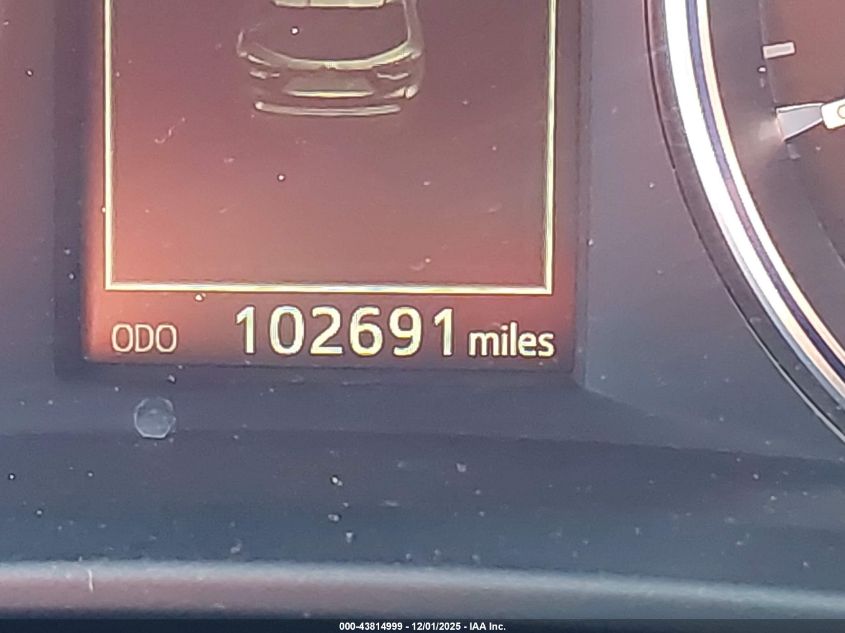 ODO 102691 miles
000-43814999 - 12/01/2025 - IAA Inc.